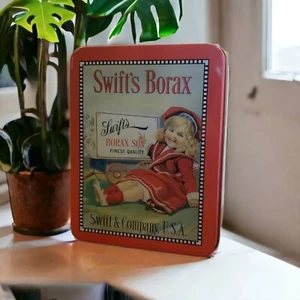 Swift's Borax
Swift's
BORAX SOAP
FINEST QUALITY
Swift & Company, U.S.A.